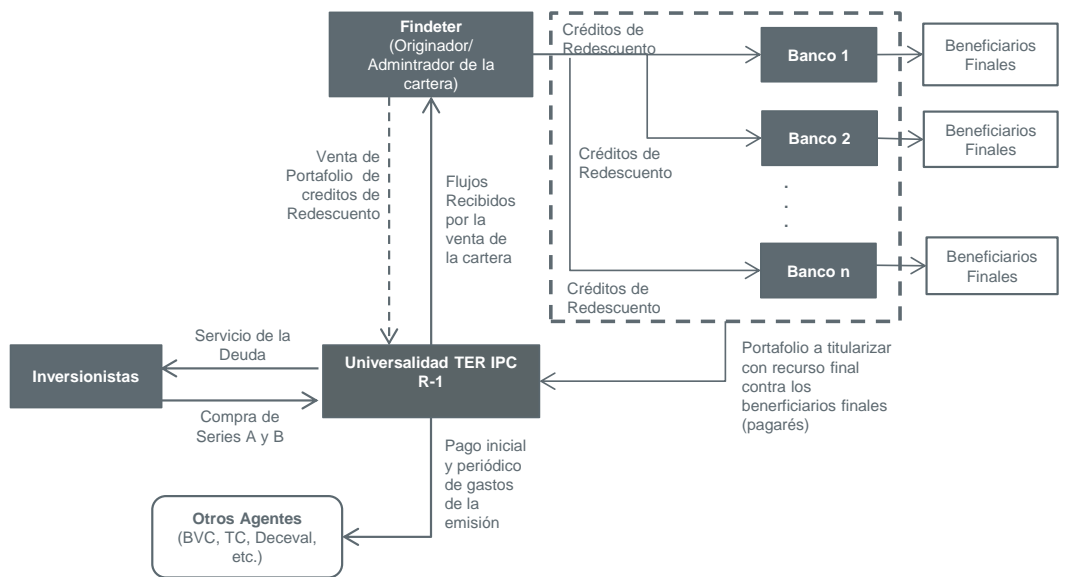 Findeter
(Originador/
Admintrador de la
cartera)
Créditos de
Redescuento
Banco 1
Beneficiarios
Finales
Banco 2
Beneficiarios
Finales
Créditos de
Redescuento
.
.
.
Banco n
Beneficiarios
Finales
Créditos de
Redescuento
Venta de
Portafolio de
creditos de
Redescuento
Flujos
Recibidos
por la
venta de
la cartera
Servicio de la
Deuda
Inversionistas
Compra de
Series A y B
Universalidad TER IPC
R-1
Portafolio a titularizar
con recurso final
contra los
benerficiarios finales
(pagarés)
Pago inicial
y periódico
de gastos
de la
emisión
Otros Agentes
(BVC, TC, Deceval,
etc.)